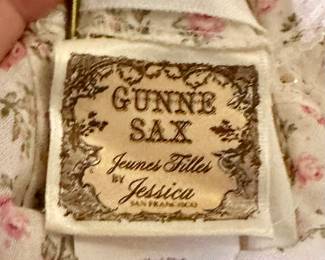 GUNNE
SAX
Jeunes Filles
BY
Jessica
SAN FRANCISCO